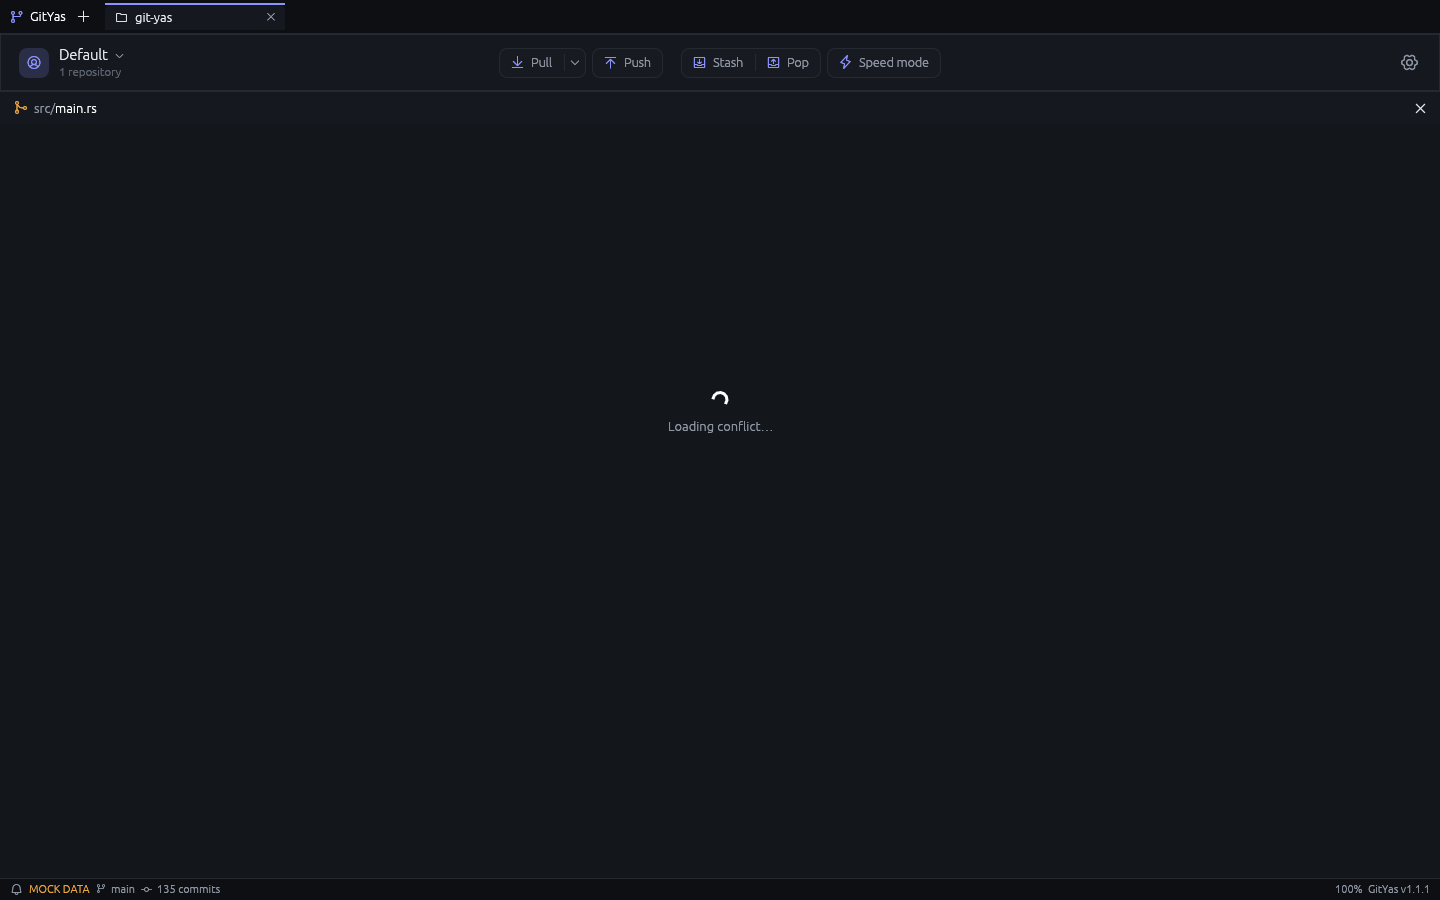 GitYas
git-yas
Default
1 repository
Pull
Push
Stash
Pop
Speed mode
src/main.rs
Loading conflict...
MOCK DATA
main
135 commits
100%
GitYas v1.1.1